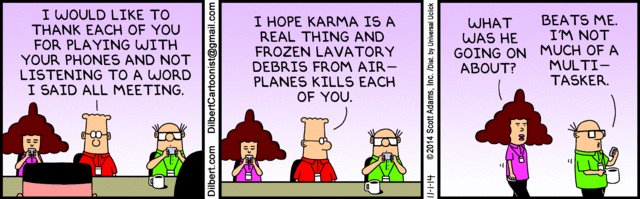 I WOULD LIKE TO
THANK EACH OF YOU
FOR PLAYING WITH
YOUR PHONES AND NOT
LISTENING TO A WORD
I SAID ALL MEETING.
Dilbert.com DilbertCartoonist@gmail.com
I HOPE KARMA IS A
REAL THING AND
FROZEN LAVATORY
DEBRIS FROM AIR-
PLANES KILLS EACH
OF YOU.
11-1-14 © 2014 Scott Adams, Inc. /Dist. by Universal Uclick
WHAT
WAS HE
GOING ON
ABOUT?
BEATS ME.
I'M NOT
MUCH OF A
MULTI-
TASKER.